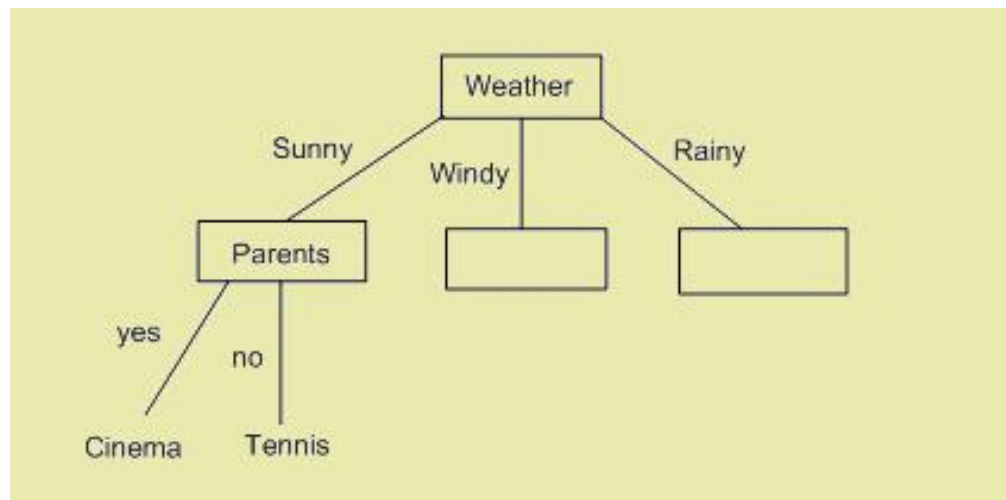 Weather
Sunny
Windy
Rainy
Parents
yes
no
Cinema
Tennis